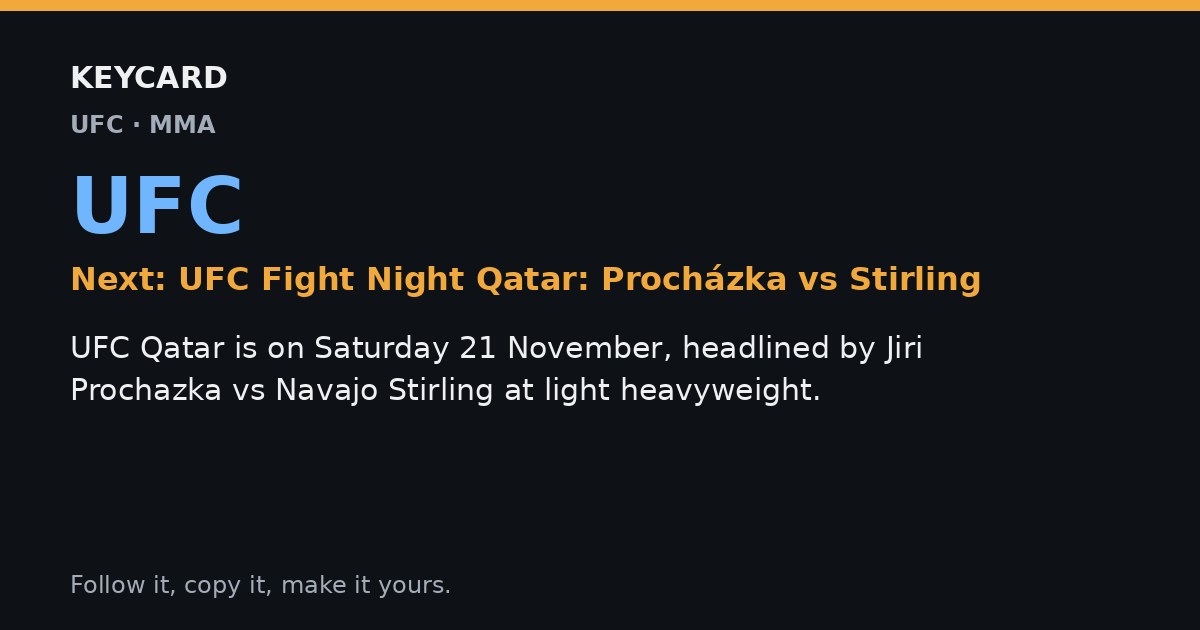 KEYCARD
UFC · MMA
UFC
Next: UFC Fight Night Qatar: Procházka vs Stirling
UFC Qatar is on Saturday 21 November, headlined by Jiri
Prochazka vs Navajo Stirling at light heavyweight.
Follow it, copy it, make it yours.